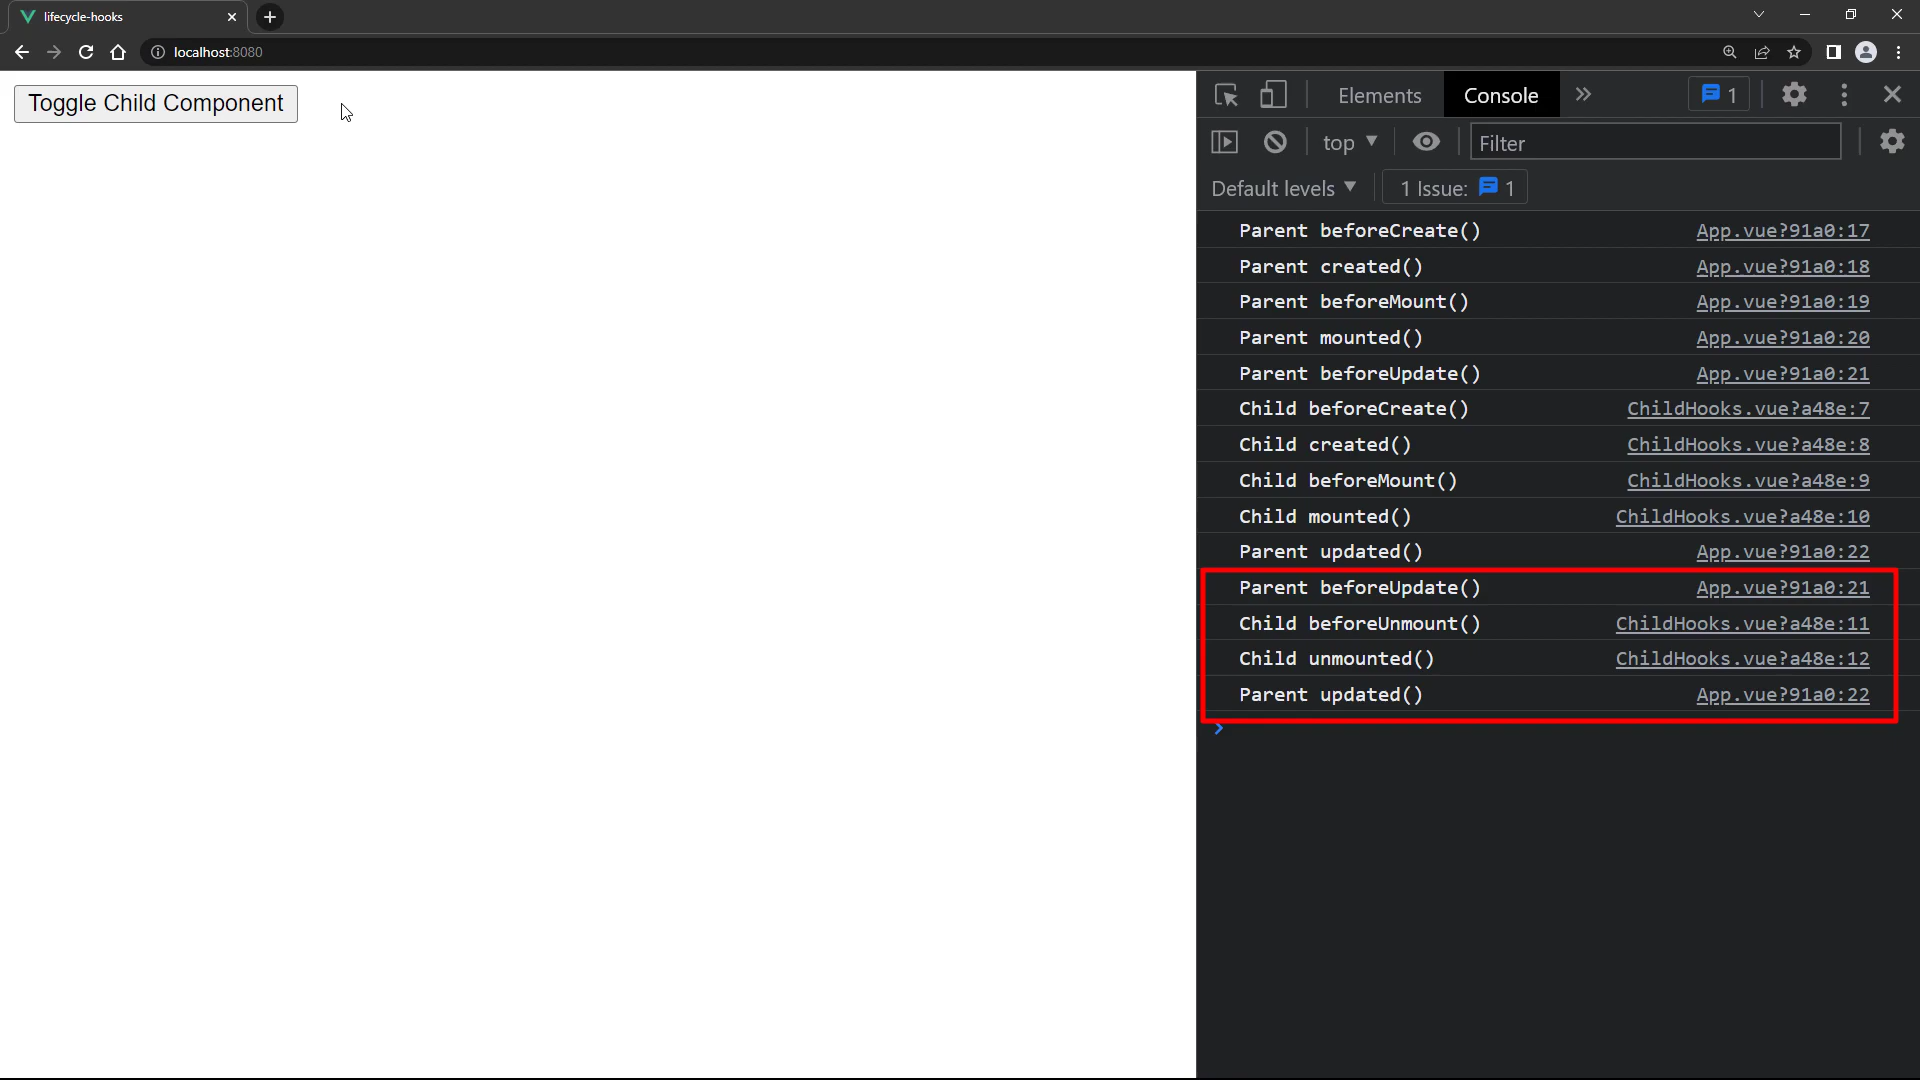 lifecycle-hooks
localhost:8080
Toggle Child Component
Elements Console 1
top Filter
Default levels 1 Issue: 1
Parent beforeCreate() App.vue?91a0:17
Parent created() App.vue?91a0:18
Parent beforeMount() App.vue?91a0:19
Parent mounted() App.vue?91a0:20
Parent beforeUpdate() App.vue?91a0:21
Child beforeCreate() ChildHooks.vue?a48e:7
Child created() ChildHooks.vue?a48e:8
Child beforeMount() ChildHooks.vue?a48e:9
Child mounted() ChildHooks.vue?a48e:10
Parent updated() App.vue?91a0:22
Parent beforeUpdate() App.vue?91a0:21
Child beforeUnmount() ChildHooks.vue?a48e:11
Child unmounted() ChildHooks.vue?a48e:12
Parent updated() App.vue?91a0:22